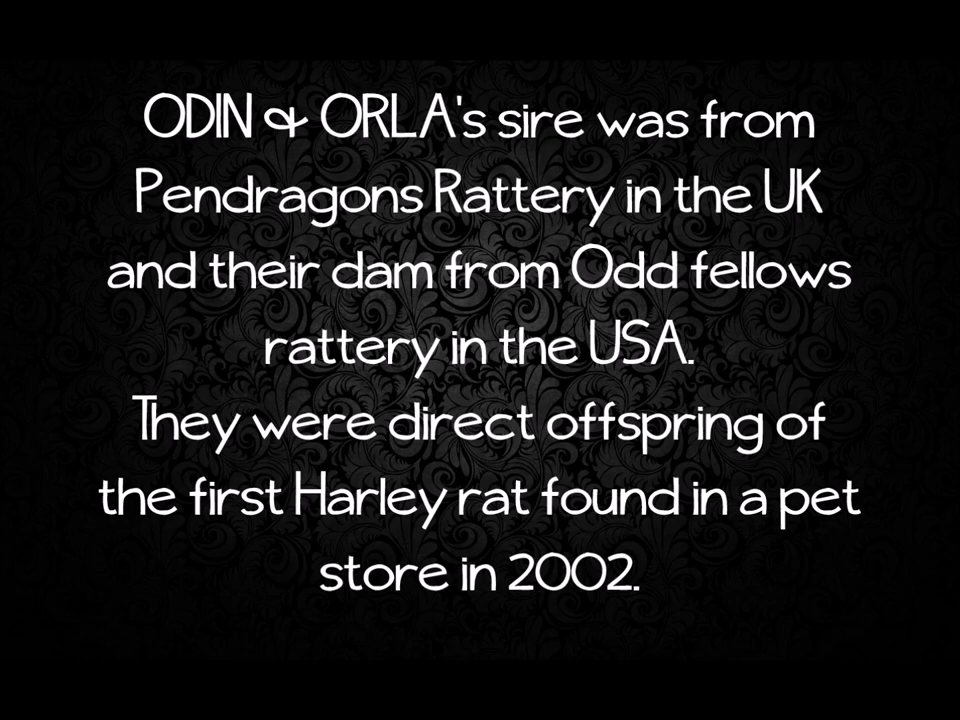 ODIN & ORLA's sire was from
Pendragons Rattery in the UK
and their dam from Odd fellows
rattery in the USA.
They were direct offspring of
the first Harley rat found in a pet
store in 2002.